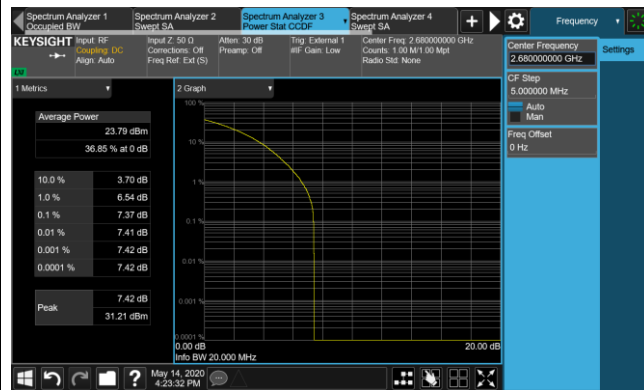 Spectrum Analyzer 1
Occupied BW
Spectrum Analyzer 2
Swept SA
Spectrum Analyzer 3
Power Stat CCDF
Spectrum Analyzer 4
Swept SA
Frequency
KEYSIGHT
Input: RF
Coupling: DC
Align: Auto
Input Z: 50 Ω
Corrections: Off
Freq Ref: Ext (S)
Atten: 30 dB
Preamp: Off
Trig: External 1
#IF Gain: Low
Center Freq: 2.680000000 GHz
Counts: 1.00 M/1.00 Mpt
Radio Std: None
Center Frequency
2.680000000 GHz
Settings
CF Step
5.000000 MHz
Auto
Man
Freq Offset
0 Hz
1 Metrics
Average Power
23.79 dBm
36.85 % at 0 dB
10.0 % 3.70 dB
1.0 % 6.54 dB
0.1 % 7.37 dB
0.01 % 7.41 dB
0.001 % 7.42 dB
0.0001 % 7.42 dB
Peak
7.42 dB
31.21 dBm
2 Graph
100 %
10 %
1 %
0.1 %
0.01 %
0.001 %
0.0001 %
0.00 dB
20.00 dB
Info BW 20.000 MHz
May 14, 2020
4:23:32 PM